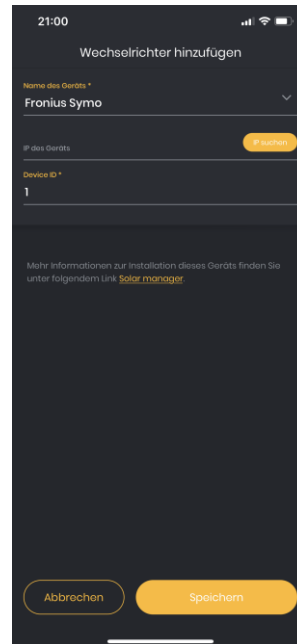 21:00
Wechselrichter hinzufügen
Name des Geräts *
Fronius Symo
IP des Geräts
IP suchen
Device ID *
1
Mehr Informationen zur Installation dieses Geräts finden Sie
unter folgendem Link Solar manager.
Abbrechen
Speichern